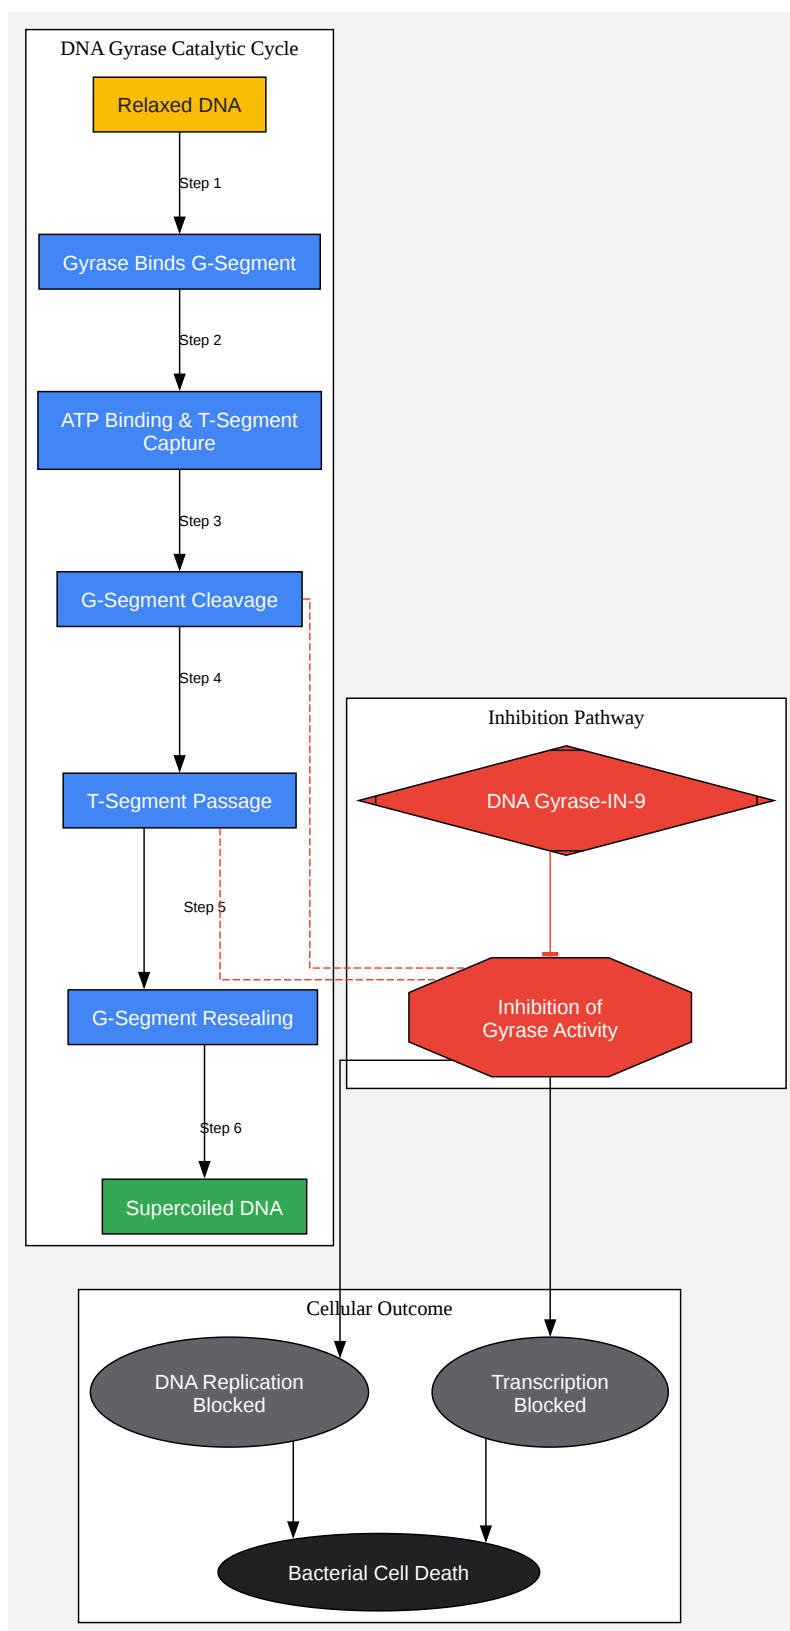 DNA Gyrase Catalytic Cycle
Relaxed DNA
Step 1
Gyrase Binds G-Segment
Step 2
ATP Binding & T-Segment
Capture
Step 3
G-Segment Cleavage
Step 4
T-Segment Passage
Step 5
G-Segment Resealing
Step 6
Supercoiled DNA
Inhibition Pathway
DNA Gyrase-IN-9
Inhibition of
Gyrase Activity
Cellular Outcome
DNA Replication
Blocked
Transcription
Blocked
Bacterial Cell Death